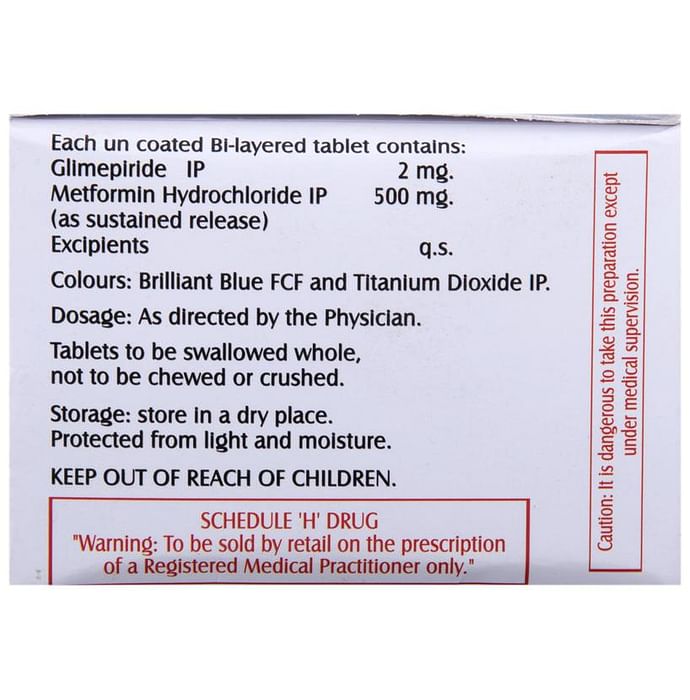 Each un coated Bi-layered tablet contains:
Glimepiride IP 2 mg.
Metformin Hydrochloride IP 500 mg.
(as sustained release)
Excipients q.s.
Colours: Brilliant Blue FCF and Titanium Dioxide IP.
Dosage: As directed by the Physician.
Tablets to be swallowed whole,
not to be chewed or crushed.
Storage: store in a dry place.
Protected from light and moisture.
KEEP OUT OF REACH OF CHILDREN.
SCHEDULE 'H' DRUG
"Warning: To be sold by retail on the prescription
of a Registered Medical Practitioner only."
Caution: It is dangerous to take this preparation except
under medical supervision.